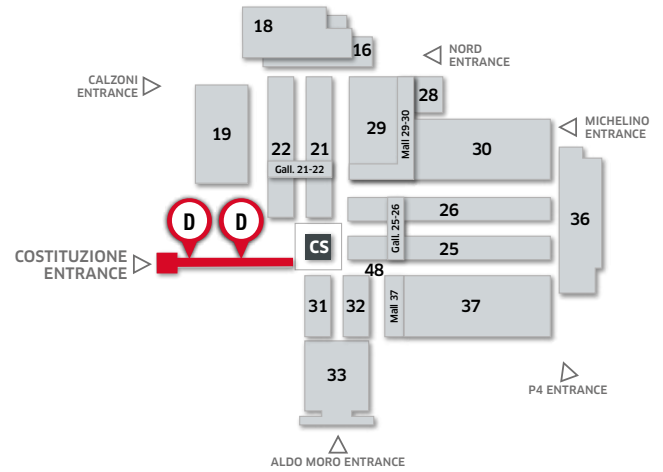 18
16
NORD
ENTRANCE
CALZONI
ENTRANCE
28
19
22
21
29
Mall 29-30
30
MICHELINO
ENTRANCE
Gall. 21-22
36
26
Gall. 25-26
25
D
D
CS
COSTITUZIONE
ENTRANCE
48
31
32
Mall 37
37
33
P4 ENTRANCE
ALDO MORO ENTRANCE